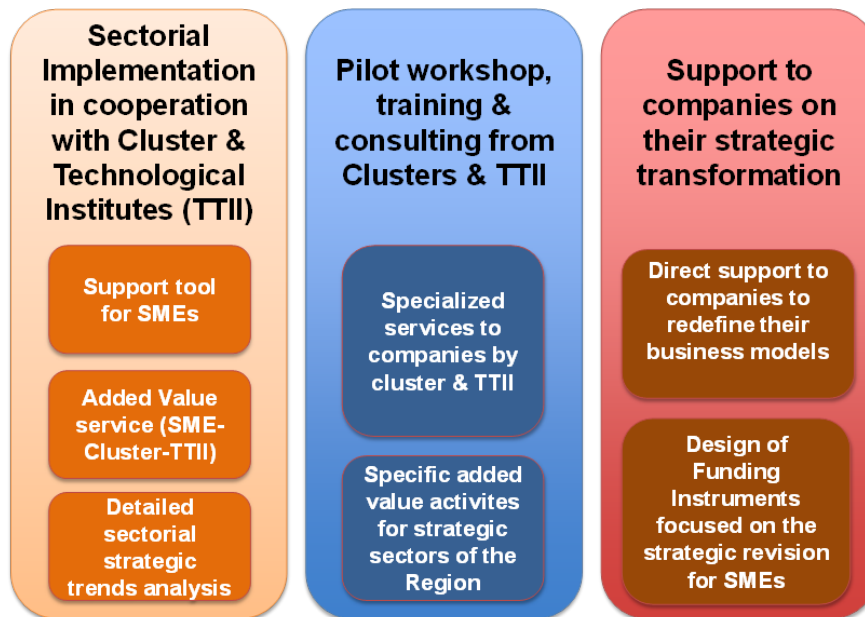 Sectorial
Implementation
in cooperation
with Cluster &
Technological
Institutes (TTII)
Support tool
for SMEs
Added Value
service (SME-
Cluster-TTII)
Detailed
sectorial
strategic
trends analysis
Pilot workshop,
training &
consulting from
Clusters & TTII
Specialized
services to
companies by
cluster & TTII
Specific added
value activites
for strategic
sectors of the
Region
Support to
companies on
their strategic
transformation
Direct support to
companies to
redefine their
business models
Design of
Funding
Instruments
focused on the
strategic revision
for SMEs